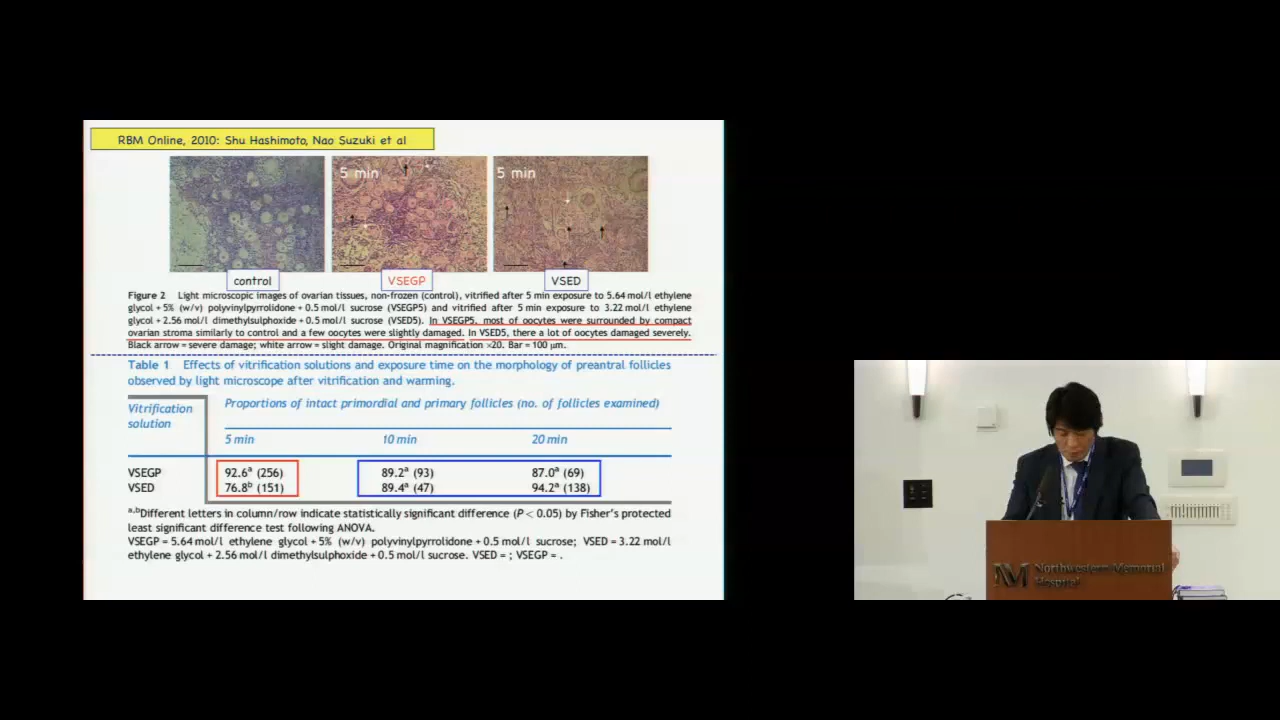 RBM Online, 2010: Shu Hashimoto, Nao Suzuki et al
5 min
5 min
control
VSEGP
VSED
Figure 2 Light microscopic images of ovarian tissues, non-frozen (control), vitrified after 5 min exposure to 5.64 mol/l ethylene
glycol + 5% (w/v) polyvinylpyrrolidone + 0.5 mol/l sucrose (VSEGP5) and vitrified after 5 min exposure to 3.22 mol/l ethylene
glycol + 2.56 mol/l dimethylsulphoxide + 0.5 mol/l sucrose (VSED5). In VSEGP5, most of oocytes were surrounded by compact
ovarian stroma similarly to control and a few oocytes were slightly damaged. In VSED5, there a lot of oocytes damaged severely.
Black arrow = severe damage; white arrow = slight damage. Original magnification ×20. Bar = 100 μm.
Table 1 Effects of vitrification solutions and exposure time on the morphology of preantral follicles
observed by light microscope after vitrification and warming.
Vitrification
solution
Proportions of intact primordial and primary follicles (no. of follicles examined)
5 min 10 min 20 min
VSEGP 92.6ᵃ (256) 89.2ᵃ (93) 87.0ᵃ (69)
VSED 76.8ᵇ (151) 89.4ᵃ (47) 94.2ᵃ (138)
ᵃ,ᵇDifferent letters in column/row indicate statistically significant difference (P < 0.05) by Fisher's protected
least significant difference test following ANOVA.
VSEGP = 5.64 mol/l ethylene glycol + 5% (w/v) polyvinylpyrrolidone + 0.5 mol/l sucrose; VSED = 3.22 mol/l
ethylene glycol + 2.56 mol/l dimethylsulphoxide + 0.5 mol/l sucrose. VSED = ; VSEGP = .
Northwestern Memorial
Hospital